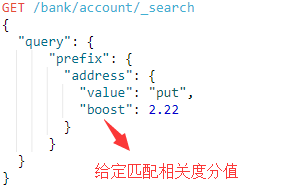 GET /bank/account/_search
{
  "query": {
      "prefix": {
        "address": {
          "value": "put",
          "boost": 2.22
        }
      }
  }
}
给定匹配相关度分值